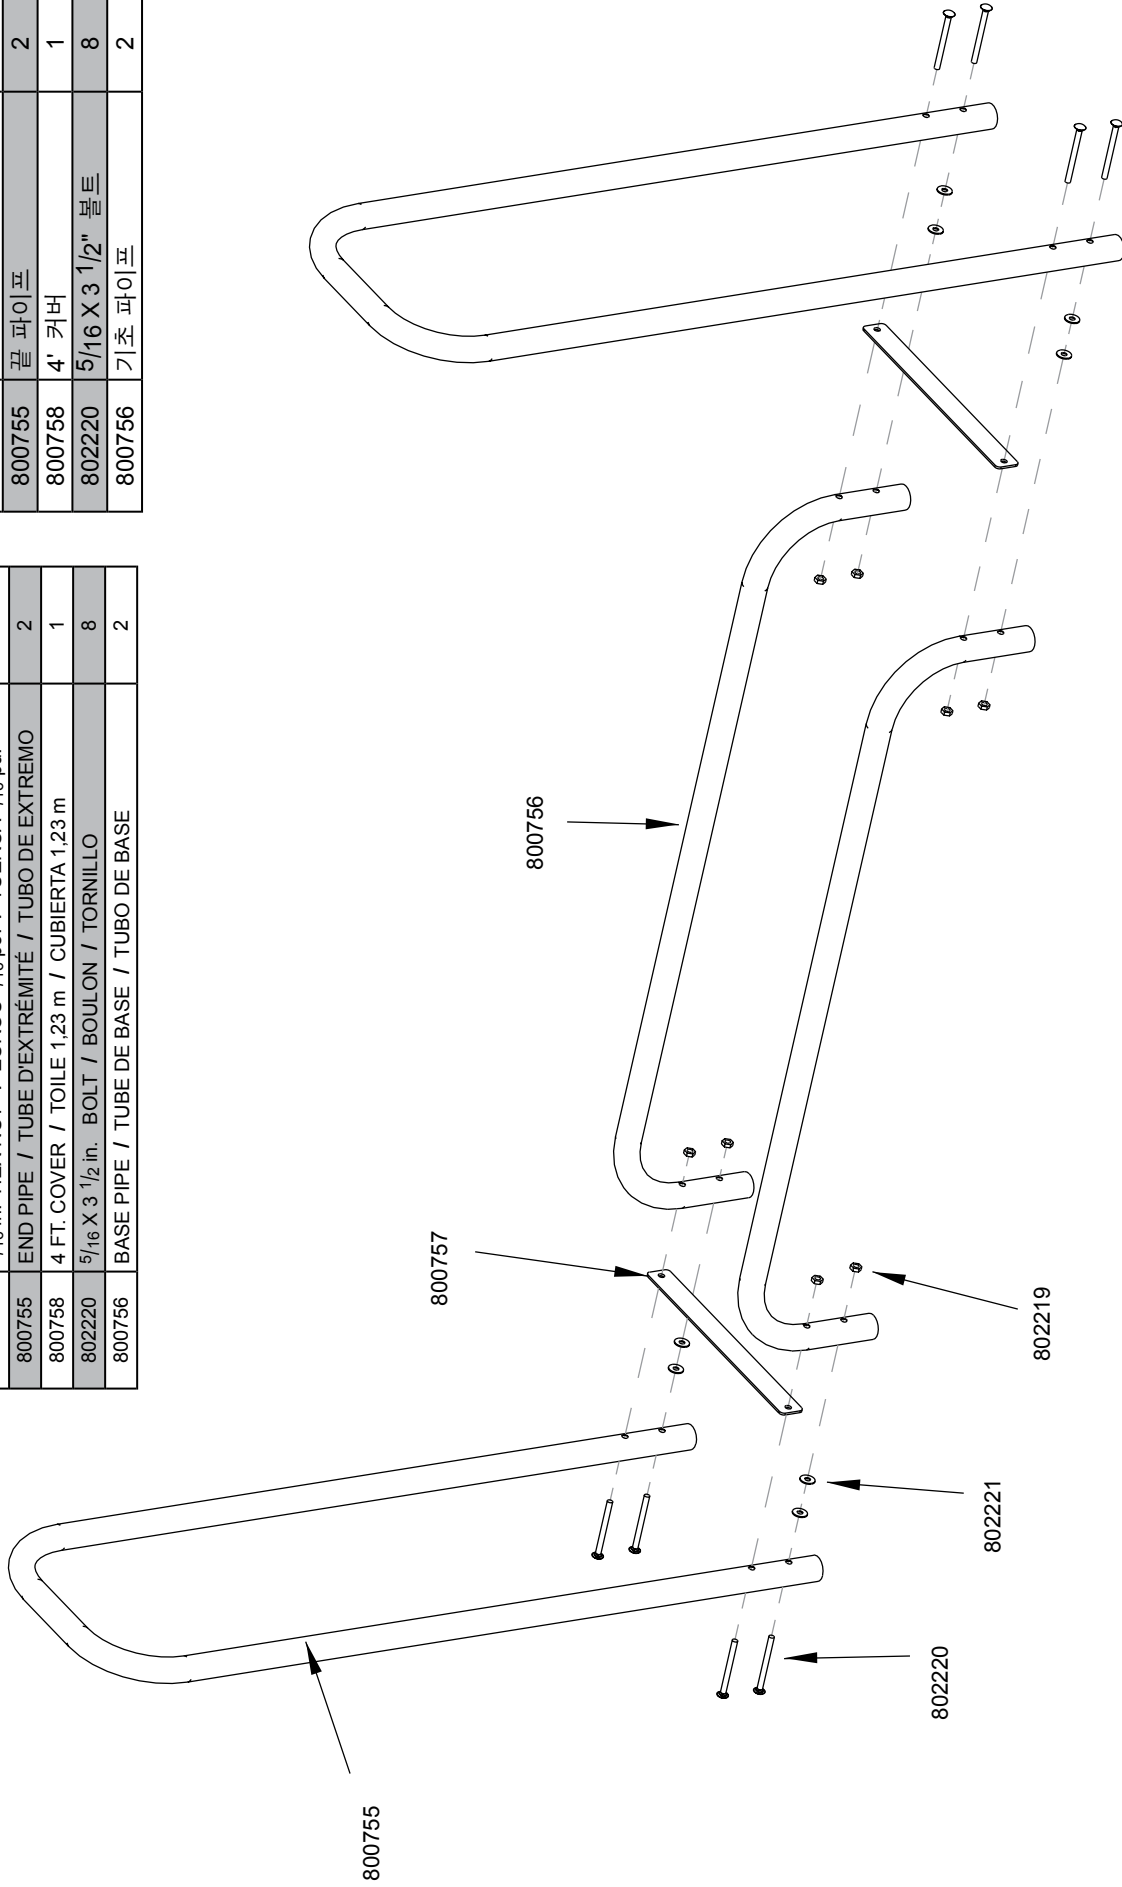 800755 END PIPE / TUBE D'EXTRÉMITÉ / TUBO DE EXTREMO 2
800758 4 FT. COVER / TOILE 1,23 m / CUBIERTA 1,23 m 1
802220 5/16 X 3 1/2 in. BOLT / BOULON / TORNILLO 8
800756 BASE PIPE / TUBE DE BASE / TUBO DE BASE 2
800755 끝 파이프 2
800758 4' 커버 1
802220 5/16 X 3 1/2" 볼트 8
800756 기초 파이프 2
800755
800757
800756
802220
802221
802219